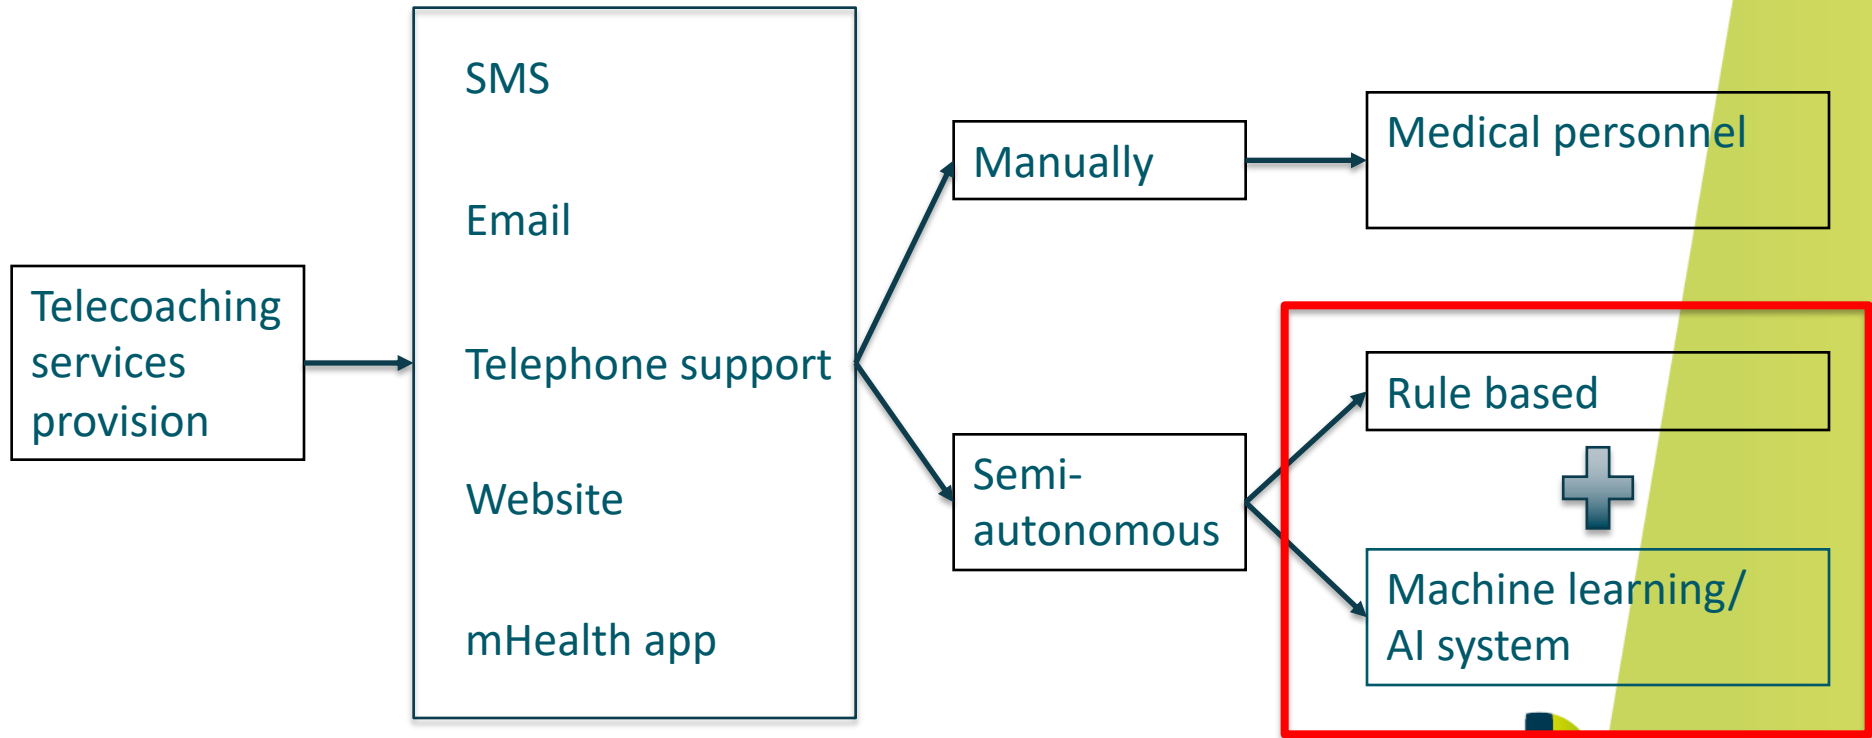 Telecoaching
services
provision
SMS
Email
Telephone support
Website
mHealth app
Manually
Semi-
autonomous
Medical personnel
Rule based
Machine learning/
AI system